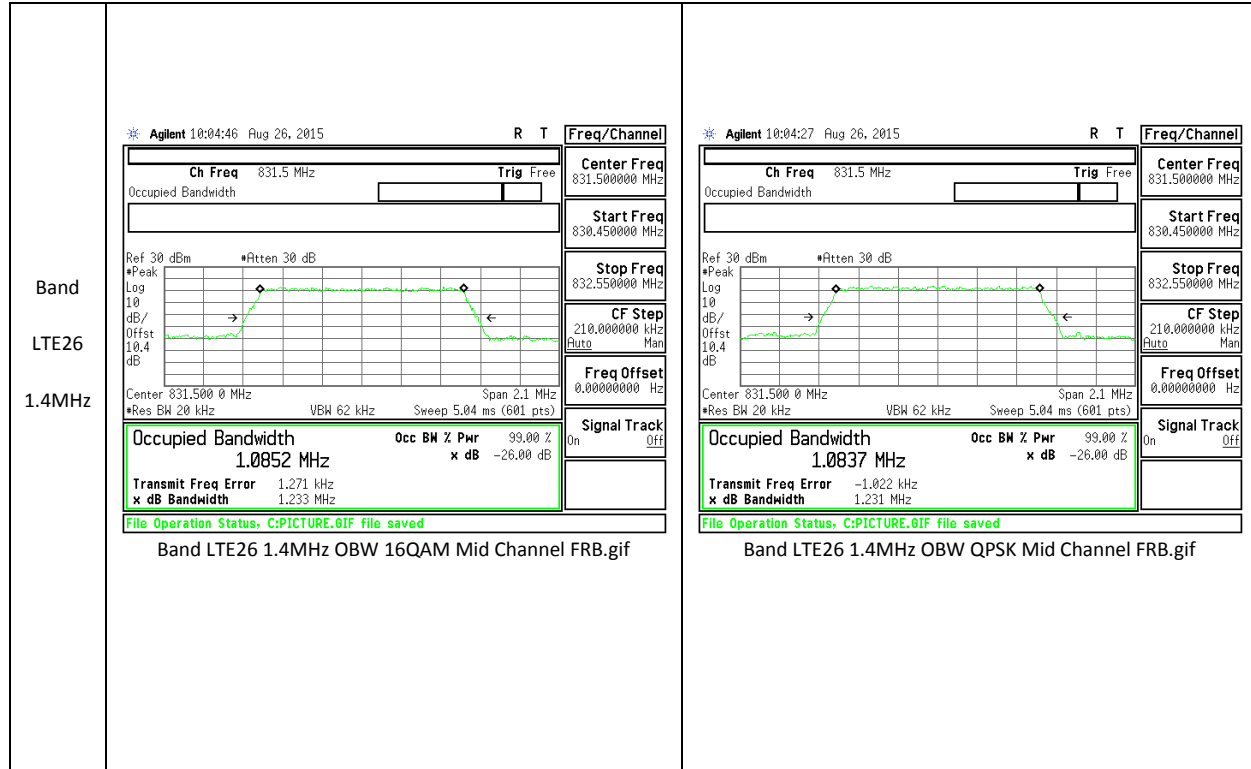 Band
LTE26
1.4MHz
Agilent 10:04:46 Aug 26, 2015 R T
Freq/Channel
Ch Freq 831.5 MHz Trig Free
Occupied Bandwidth
Center Freq
831.500000 MHz
Start Freq
830.450000 MHz
Stop Freq
832.550000 MHz
CF Step
210.000000 kHz
Auto Man
Freq Offset
0.00000000 Hz
Signal Track
On Off
Ref 30 dBm #Atten 30 dB
#Peak
Log
10
dB/
Offst
10.4
dB
Center 831.500 0 MHz Span 2.1 MHz
#Res BW 20 kHz VBW 62 kHz Sweep 5.04 ms (601 pts)
Occupied Bandwidth Occ BW % Pwr 99.00 %
1.0852 MHz x dB -26.00 dB
Transmit Freq Error 1.271 kHz
x dB Bandwidth 1.233 MHz
File Operation Status, C:PICTURE.GIF file saved
Band LTE26 1.4MHz OBW 16QAM Mid Channel FRB.gif
Agilent 10:04:27 Aug 26, 2015 R T
Freq/Channel
Ch Freq 831.5 MHz Trig Free
Occupied Bandwidth
Center Freq
831.500000 MHz
Start Freq
830.450000 MHz
Stop Freq
832.550000 MHz
CF Step
210.000000 kHz
Auto Man
Freq Offset
0.00000000 Hz
Signal Track
On Off
Ref 30 dBm #Atten 30 dB
#Peak
Log
10
dB/
Offst
10.4
dB
Center 831.500 0 MHz Span 2.1 MHz
#Res BW 20 kHz VBW 62 kHz Sweep 5.04 ms (601 pts)
Occupied Bandwidth Occ BW % Pwr 99.00 %
1.0837 MHz x dB -26.00 dB
Transmit Freq Error -1.022 kHz
x dB Bandwidth 1.231 MHz
File Operation Status, C:PICTURE.GIF file saved
Band LTE26 1.4MHz OBW QPSK Mid Channel FRB.gif